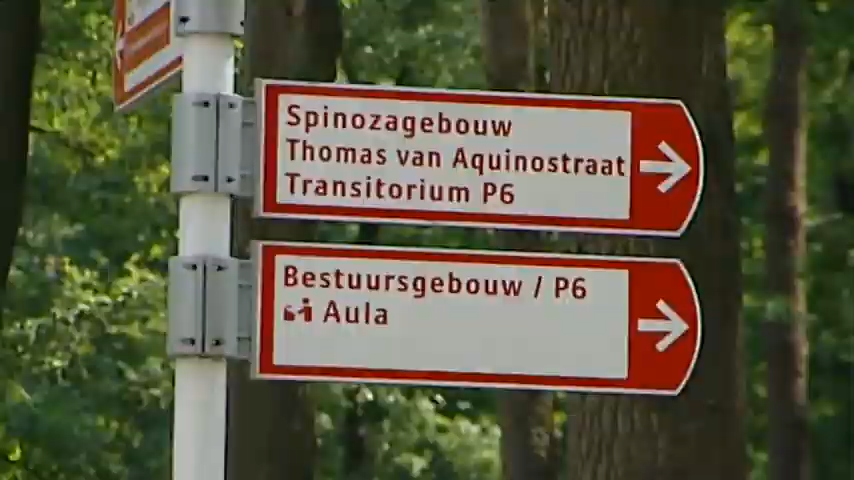 Spinozagebouw
Thomas van Aquinostraat
Transitorium P6
Bestuursgebouw / P6
Aula